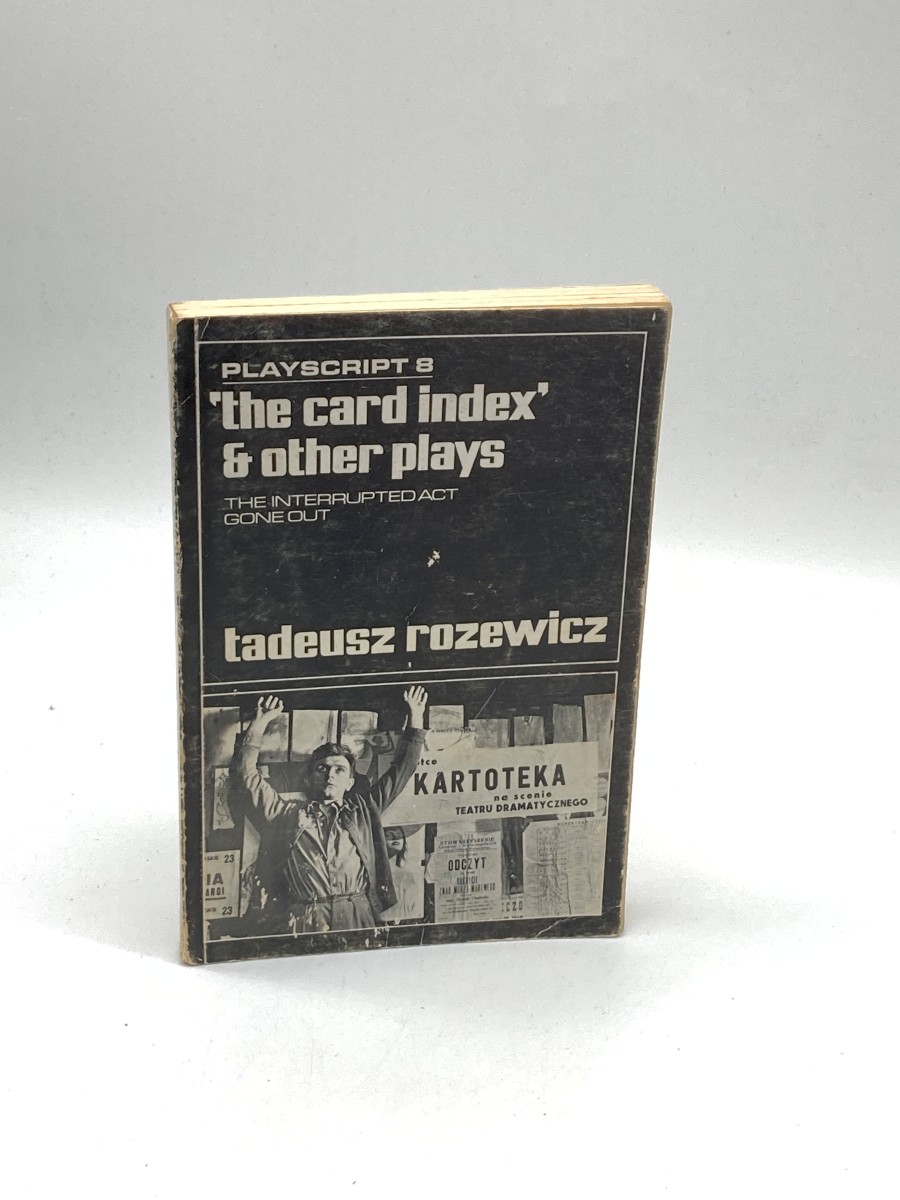 PLAYSCRIPT 8
'the card index'
& other plays
THE INTERRUPTED ACT
GONE OUT
tadeusz rozewicz
KARTOTEKA
na scenie
TEATRU DRAMATYCZNEGO
ODCZYT
23
23